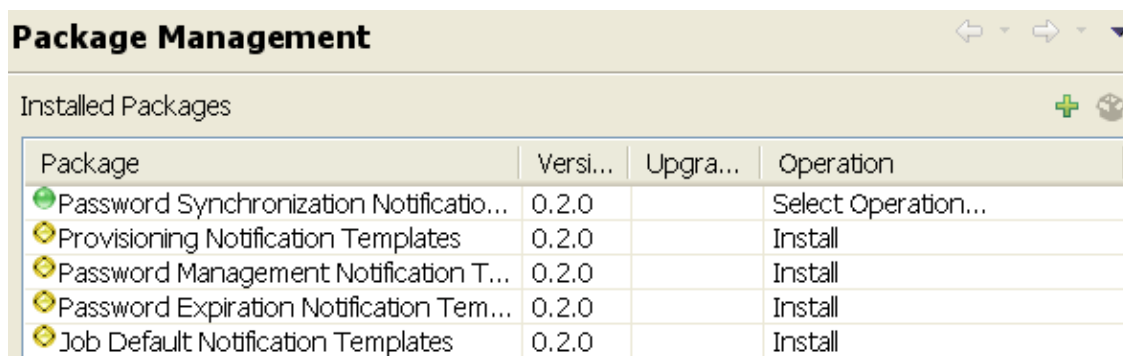 Package Management
Installed Packages
Package Versi... Upgra... Operation
Password Synchronization Notificatio... 0.2.0 Select Operation...
Provisioning Notification Templates 0.2.0 Install
Password Management Notification T... 0.2.0 Install
Password Expiration Notification Tem... 0.2.0 Install
Job Default Notification Templates 0.2.0 Install